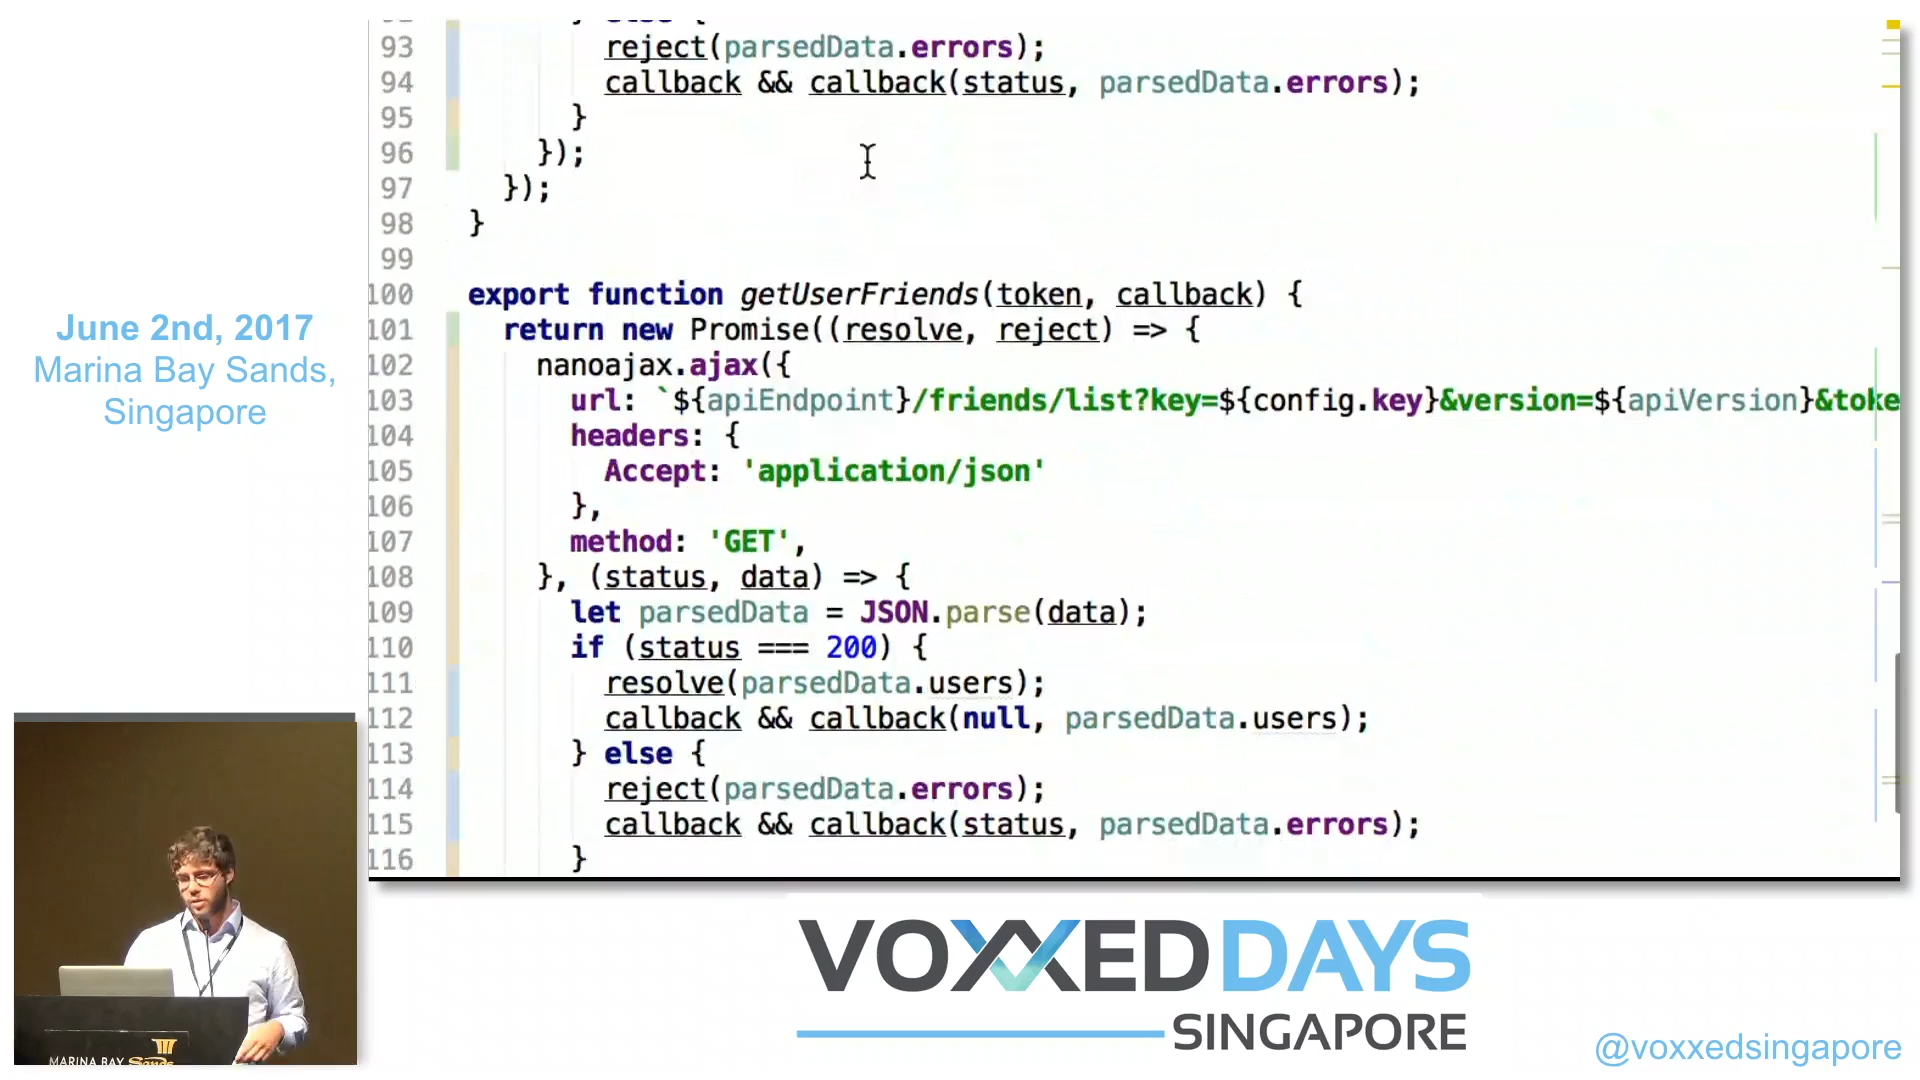 June 2nd, 2017
Marina Bay Sands,
Singapore
93 reject(parsedData.errors);
94 callback && callback(status, parsedData.errors);
95 }
96 });
97 });
98 }
99
100 export function getUserFriends(token, callback) {
101 return new Promise((resolve, reject) => {
102 nanoajax.ajax({
103 url: `${apiEndpoint}/friends/list?key=${config.key}&version=${apiVersion}&toke
104 headers: {
105 Accept: 'application/json'
106 },
107 method: 'GET',
108 }, (status, data) => {
109 let parsedData = JSON.parse(data);
110 if (status === 200) {
111 resolve(parsedData.users);
112 callback && callback(null, parsedData.users);
113 } else {
114 reject(parsedData.errors);
115 callback && callback(status, parsedData.errors);
116 }
MARINA BAY Sands
VOXXED DAYS
SINGAPORE
@voxxedsingapore